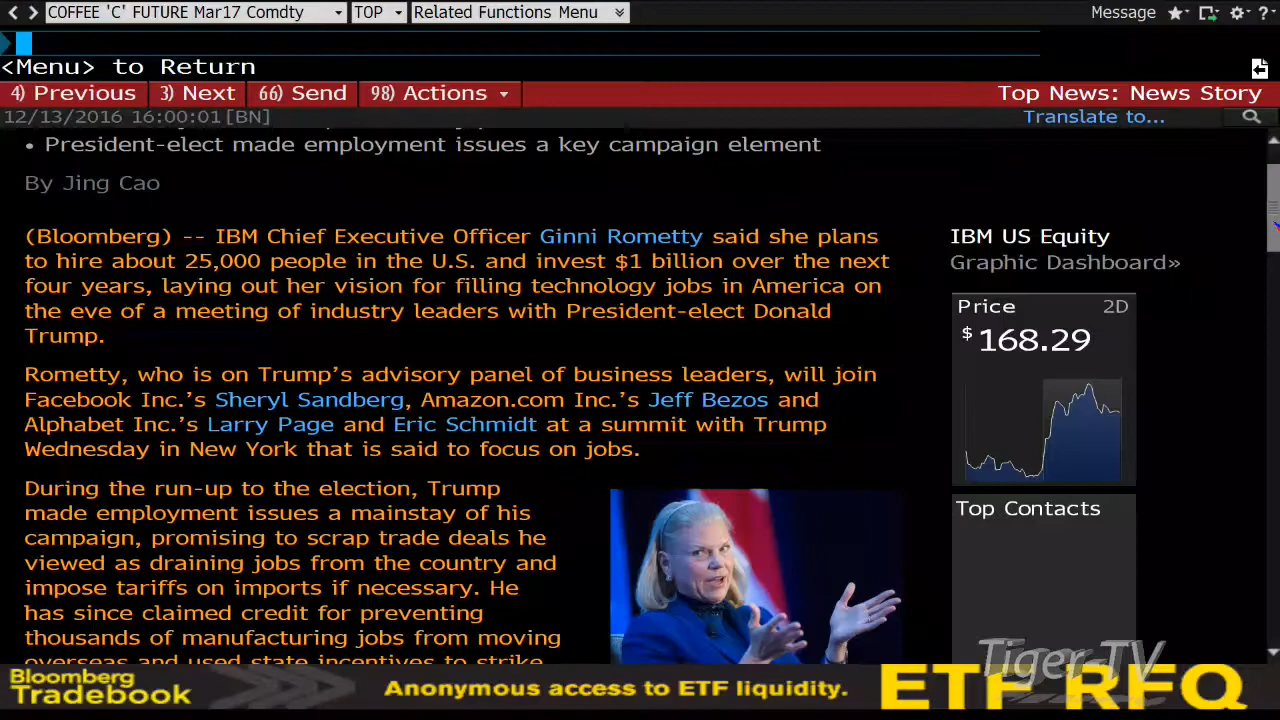 COFFEE 'C' FUTURE Mar17 Comdty TOP Related Functions Menu Message ?
<Menu> to Return
4) Previous 3) Next 66) Send 98) Actions Top News: News Story
12/13/2016 16:00:01[BN] Translate to...
• President-elect made employment issues a key campaign element
By Jing Cao
(Bloomberg) -- IBM Chief Executive Officer Ginni Rometty said she plans
to hire about 25,000 people in the U.S. and invest $1 billion over the next
four years, laying out her vision for filling technology jobs in America on
the eve of a meeting of industry leaders with President-elect Donald
Trump.
Rometty, who is on Trump's advisory panel of business leaders, will join
Facebook Inc.'s Sheryl Sandberg, Amazon.com Inc.'s Jeff Bezos and
Alphabet Inc.'s Larry Page and Eric Schmidt at a summit with Trump
Wednesday in New York that is said to focus on jobs.
During the run-up to the election, Trump
made employment issues a mainstay of his
campaign, promising to scrap trade deals he
viewed as draining jobs from the country and
impose tariffs on imports if necessary. He
has since claimed credit for preventing
thousands of manufacturing jobs from moving
overseas and used state incentives to strike
IBM US Equity
Graphic Dashboard»
Price 2D
$168.29
Top Contacts
Tiger-TV
Bloomberg
Tradebook
Anonymous access to ETF liquidity.
ETF RFQ